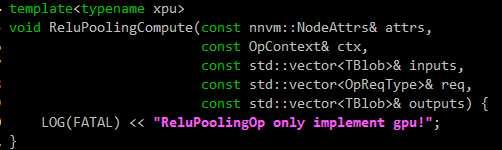 template<typename xpu>
void ReluPoolingCompute(const nnvm::NodeAttrs& attrs,
                        const OpContext& ctx,
                        const std::vector<TBlob>& inputs,
                        const std::vector<OpReqType>& req,
                        const std::vector<TBlob>& outputs) {
    LOG(FATAL) << "ReluPoolingOp only implement gpu!";
}